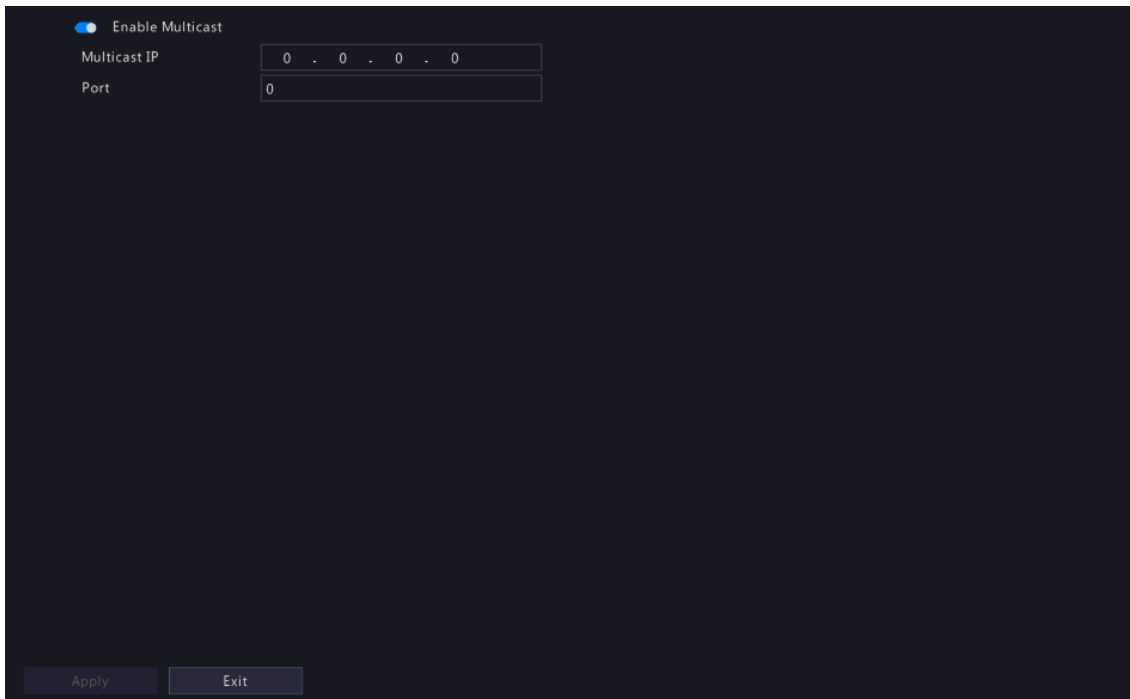 Enable Multicast
Multicast IP 0 . 0 . 0 . 0
Port 0
Apply Exit